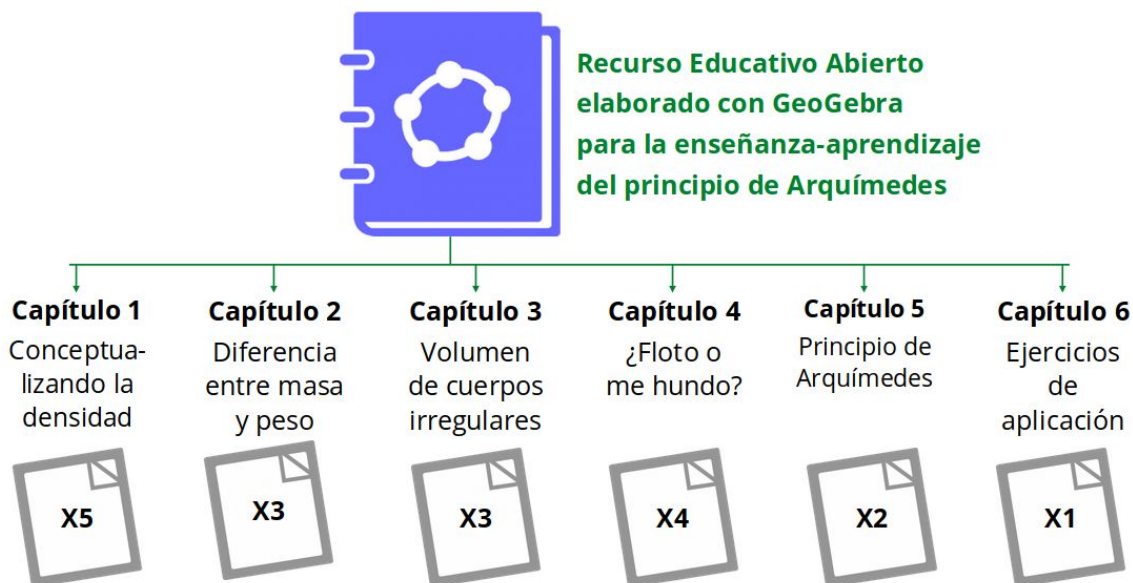 Recurso Educativo Abierto
elaborado con GeoGebra
para la enseñanza-aprendizaje
del principio de Arquímedes
Capítulo 1
Conceptua-
lizando la
densidad
X5
Capítulo 2
Diferencia
entre masa
y peso
X3
Capítulo 3
Volumen
de cuerpos
irregulares
X3
Capítulo 4
¿Floto o
me hundo?
X4
Capítulo 5
Principio de
Arquímedes
X2
Capítulo 6
Ejercicios
de
aplicación
X1